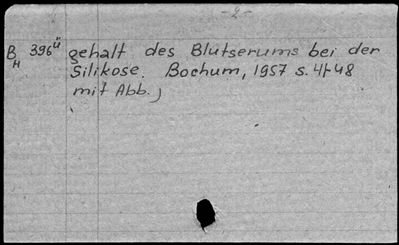 -2-
B 396ü gehalt des Blutserums bei der
H Silikose. Bochum, 1957 S. 41-48
mit Abb.)